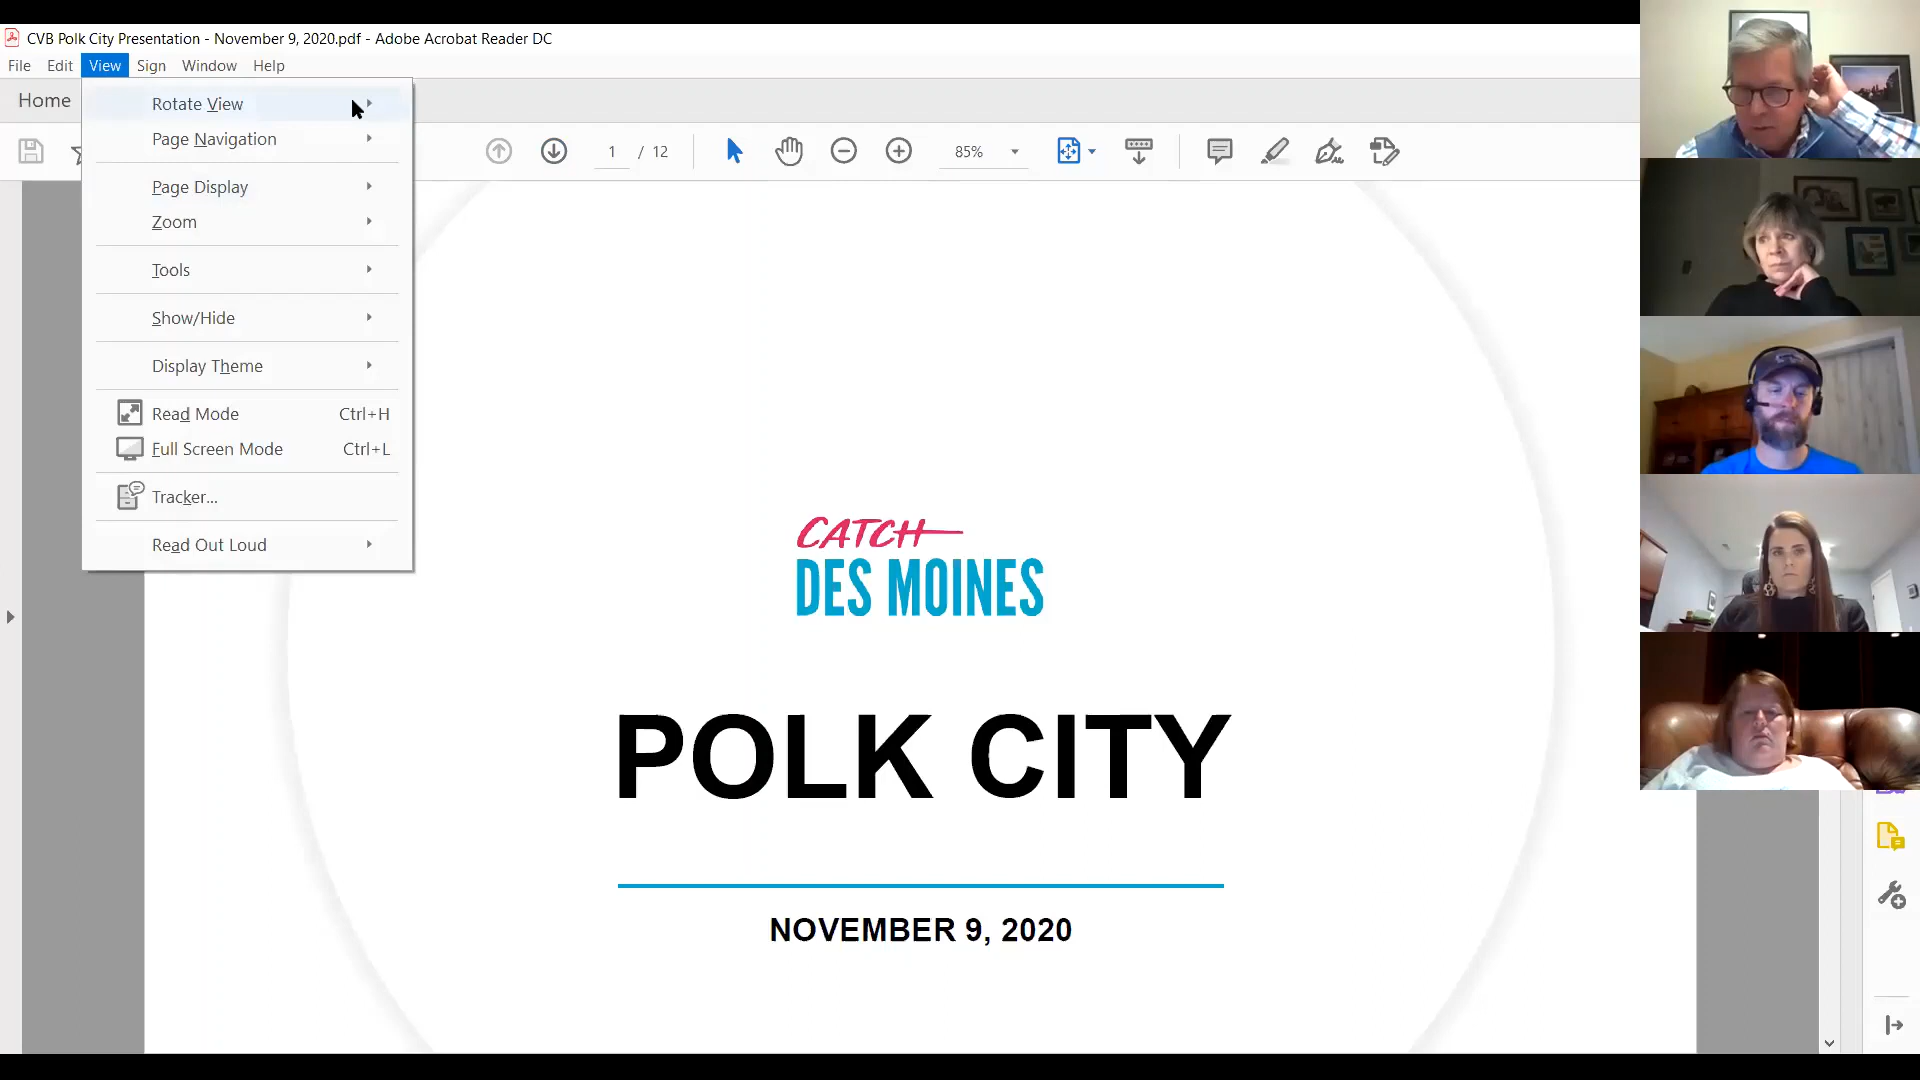 CVB Polk City Presentation - November 9, 2020.pdf - Adobe Acrobat Reader DC
File Edit View Sign Window Help
Home
1 / 12 85%
Rotate View
Page Navigation
Page Display
Zoom
Tools
Show/Hide
Display Theme
Read Mode Ctrl+H
Full Screen Mode Ctrl+L
Tracker...
Read Out Loud
CATCH
DES MOINES
POLK CITY
NOVEMBER 9, 2020